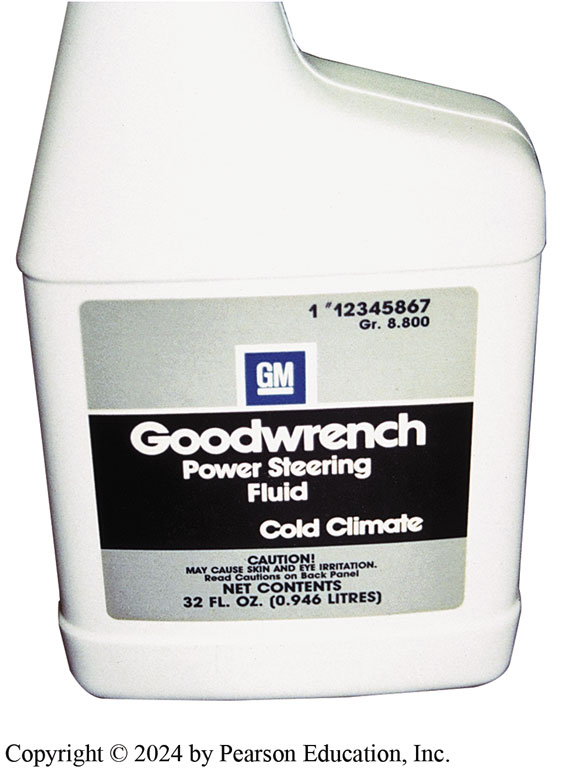 1 #12345867
Gr. 8.800
GM
Goodwrench
Power Steering
Fluid
Cold Climate
CAUTION!
MAY CAUSE SKIN AND EYE IRRITATION.
Read Cautions on Back Panel
NET CONTENTS
32 FL. OZ. (0.946 LITRES)
Copyright © 2024 by Pearson Education, Inc.